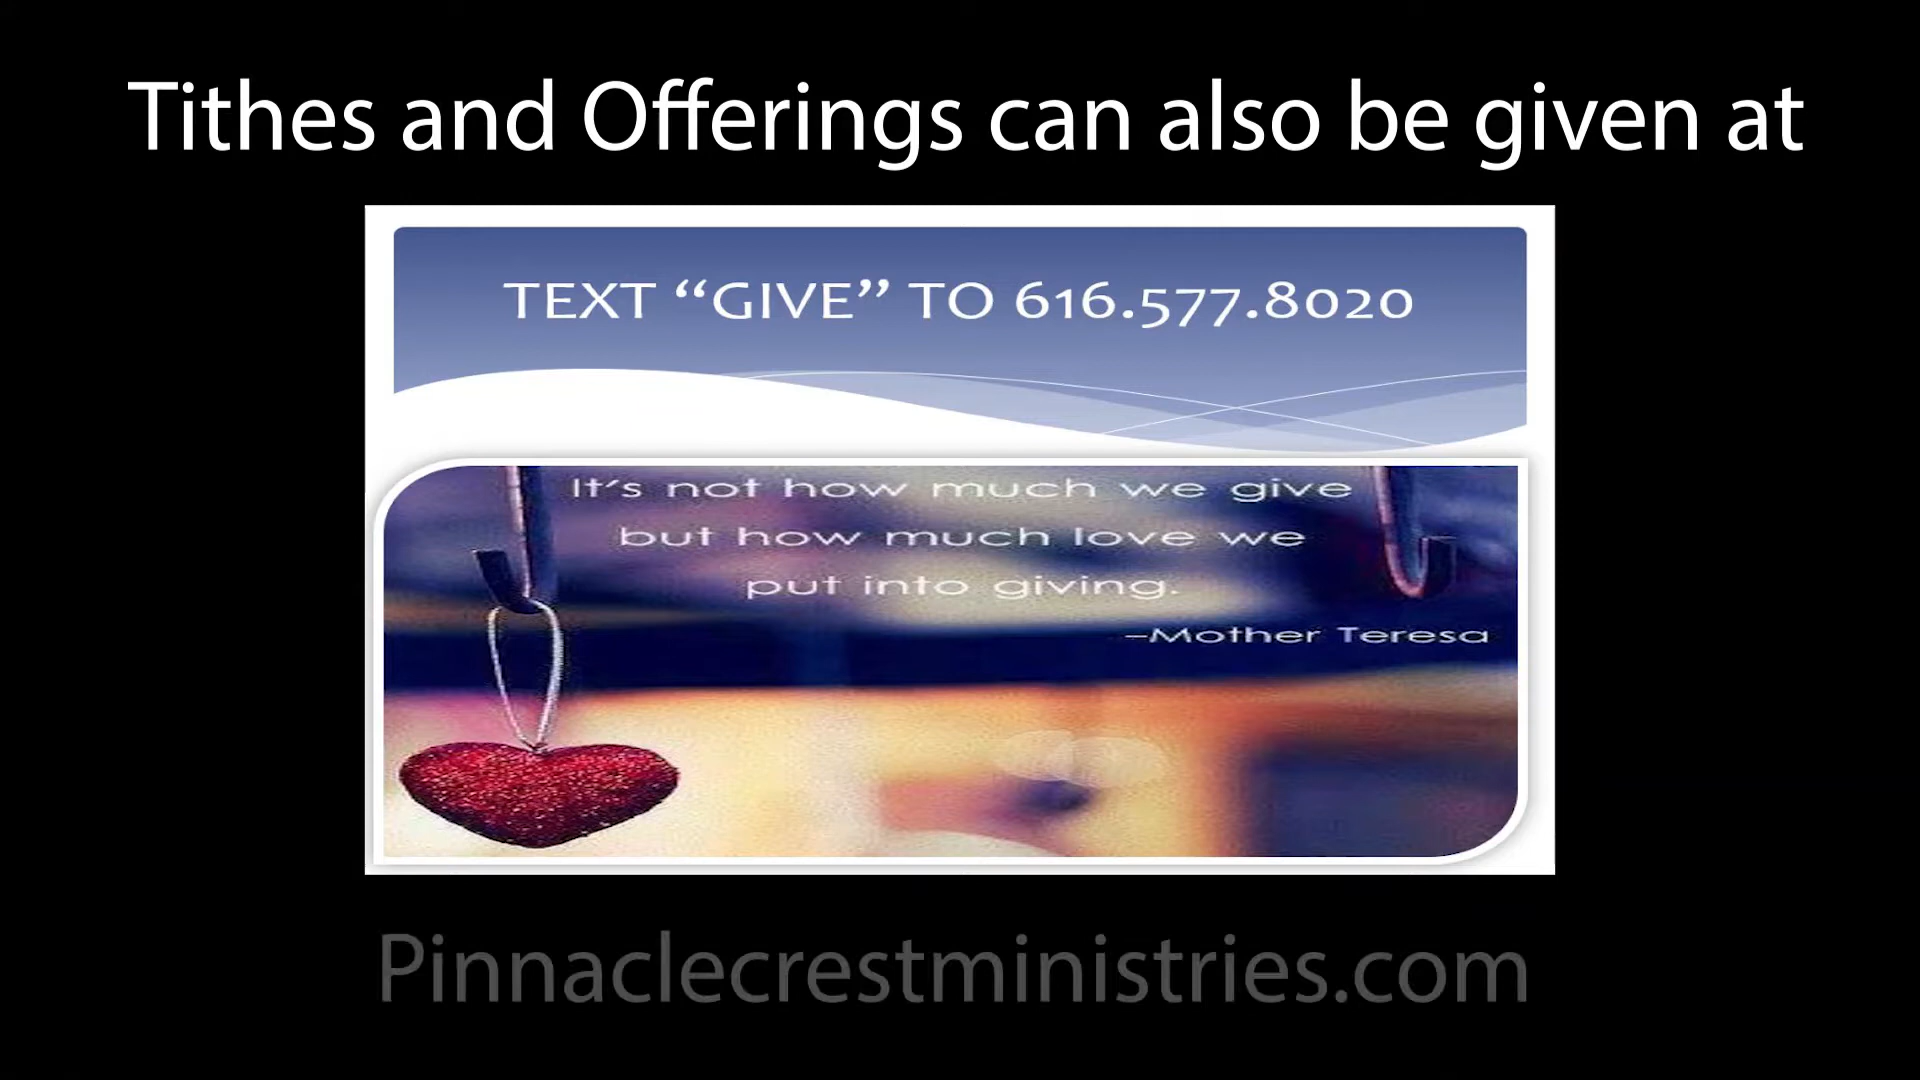 Tithes and Offerings can also be given at
TEXT “GIVE” TO 616.577.8020
It's not how much we give
but how much love we
put into giving.
–Mother Teresa
Pinnaclecrestministries.com